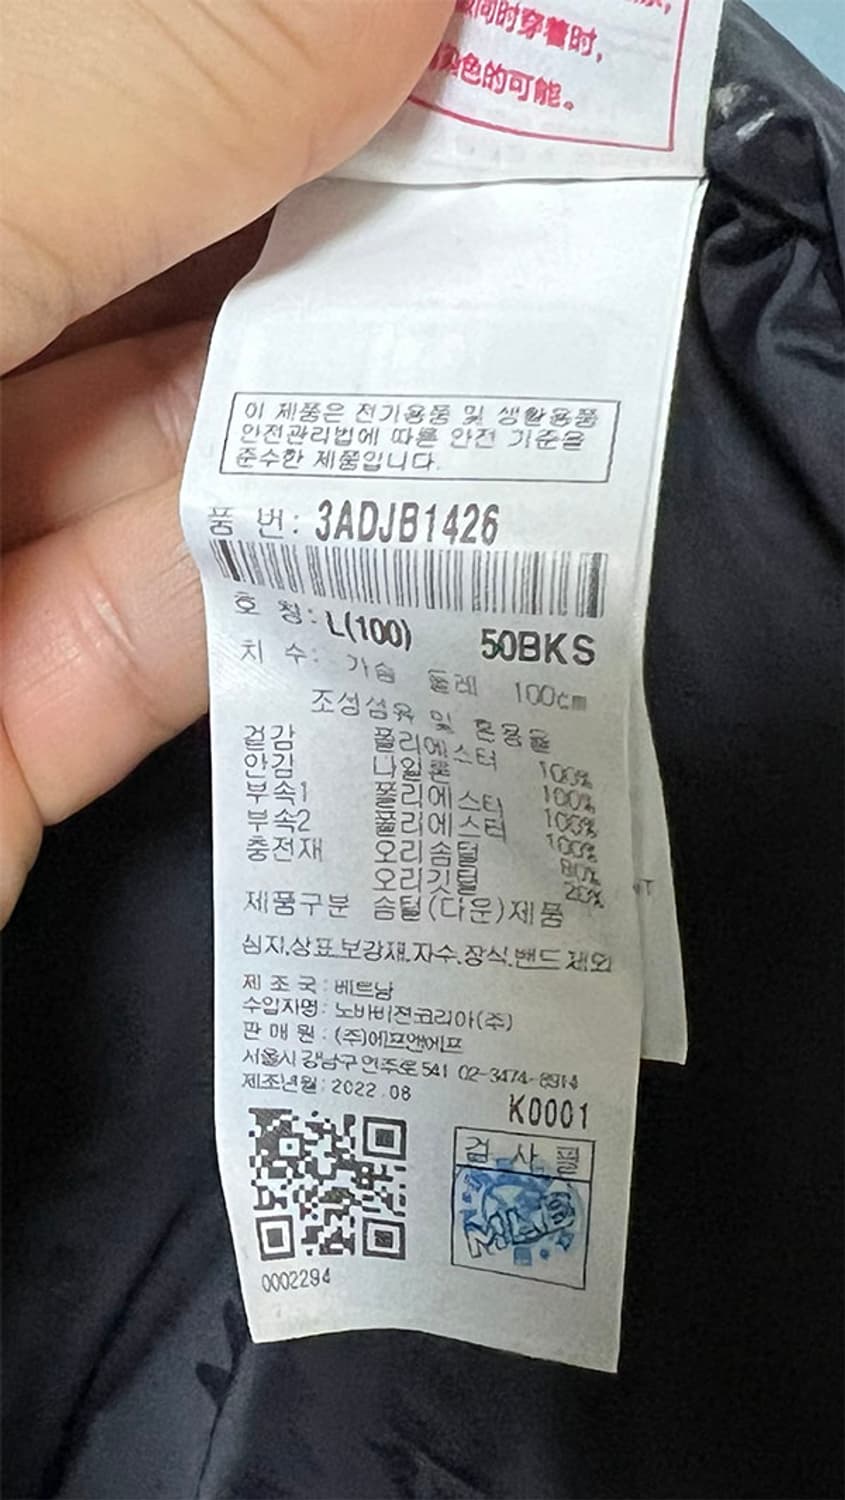 同时穿着时,
色的可能。
이 제품은 전기용품 및 생활용품
안전관리법에 따른 안전 기준을
준수한 제품입니다.
품 번: 3ADJB1426
호 칭: L(100) 50BKS
치 수: 가슴 둘레 100cm
조성섬유 및 혼용율
겉감 폴리에스터 100%
안감 나일론 100%
부속1 폴리에스터 100%
부속2 폴리에스터 100%
충전재 오리솜털 80%
오리깃털 20%
제품구분 솜털(다운)제품
심지,상표,보강재,자수,장식,밴드 제외
제 조 국 : 베트남
수입자명 : 노바비젼코리아(주)
판 매 원 : (주)에프앤에프
서울시 강남구 언주로 541 02-3474-8914
제조년월 : 2022.08
K0001
검 사 필
0002294